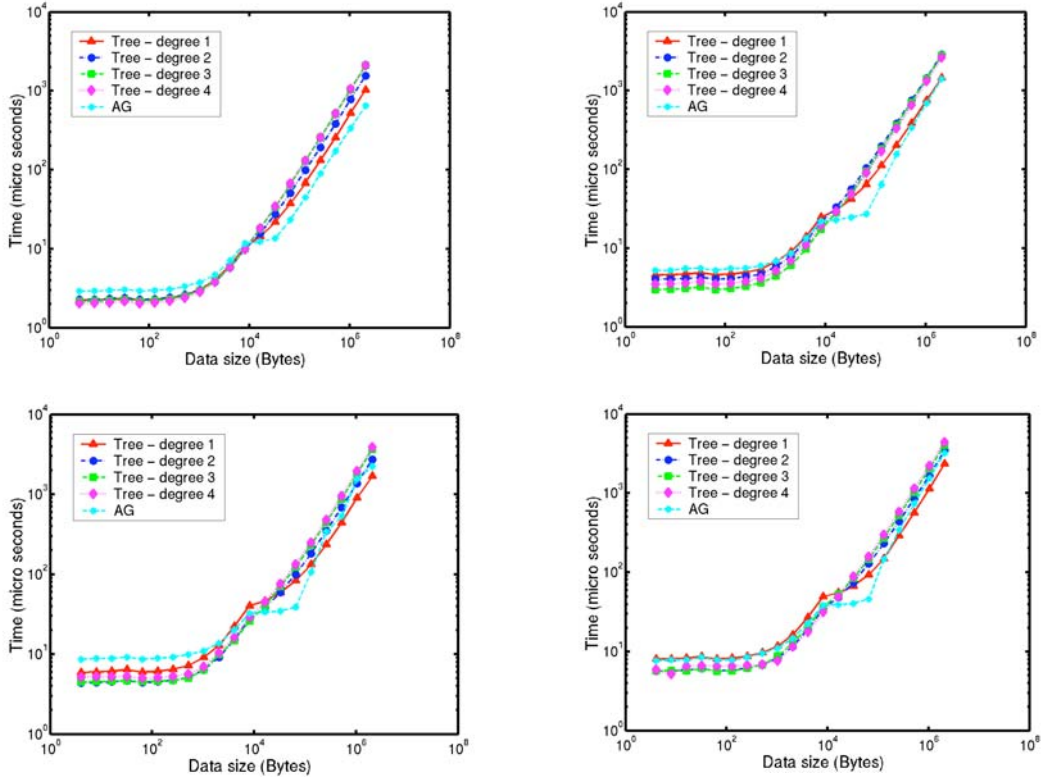 10^4
10^3
10^2
10^1
10^0
Time (micro seconds)
Tree – degree 1
Tree – degree 2
Tree – degree 3
Tree – degree 4
AG
10^0 10^2 10^4 10^6 10^8
Data size (Bytes)
10^4
10^3
10^2
10^1
10^0
Time (micro seconds)
Tree – degree 1
Tree – degree 2
Tree – degree 3
Tree – degree 4
AG
10^0 10^2 10^4 10^6 10^8
Data size (Bytes)
10^4
10^3
10^2
10^1
10^0
Time (micro seconds)
Tree – degree 1
Tree – degree 2
Tree – degree 3
Tree – degree 4
AG
10^0 10^2 10^4 10^6 10^8
Data size (Bytes)
10^4
10^3
10^2
10^1
10^0
Time (micro seconds)
Tree – degree 1
Tree – degree 2
Tree – degree 3
Tree – degree 4
AG
10^0 10^2 10^4 10^6 10^8
Data size (Bytes)